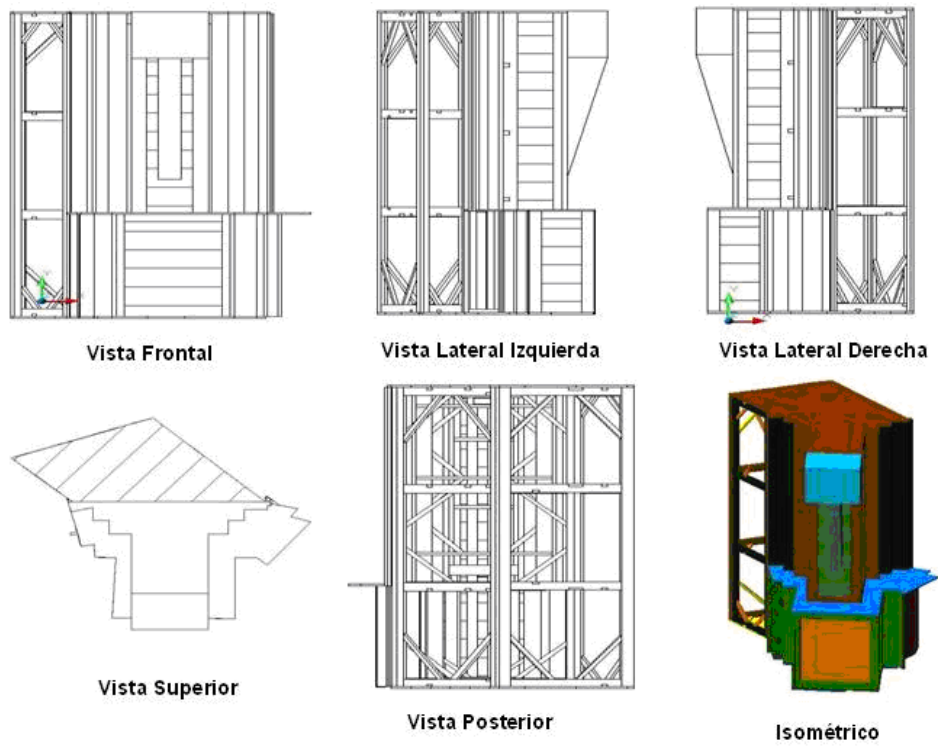 Vista Frontal
Vista Lateral Izquierda
Vista Lateral Derecha
Vista Superior
Vista Posterior
Isométrico